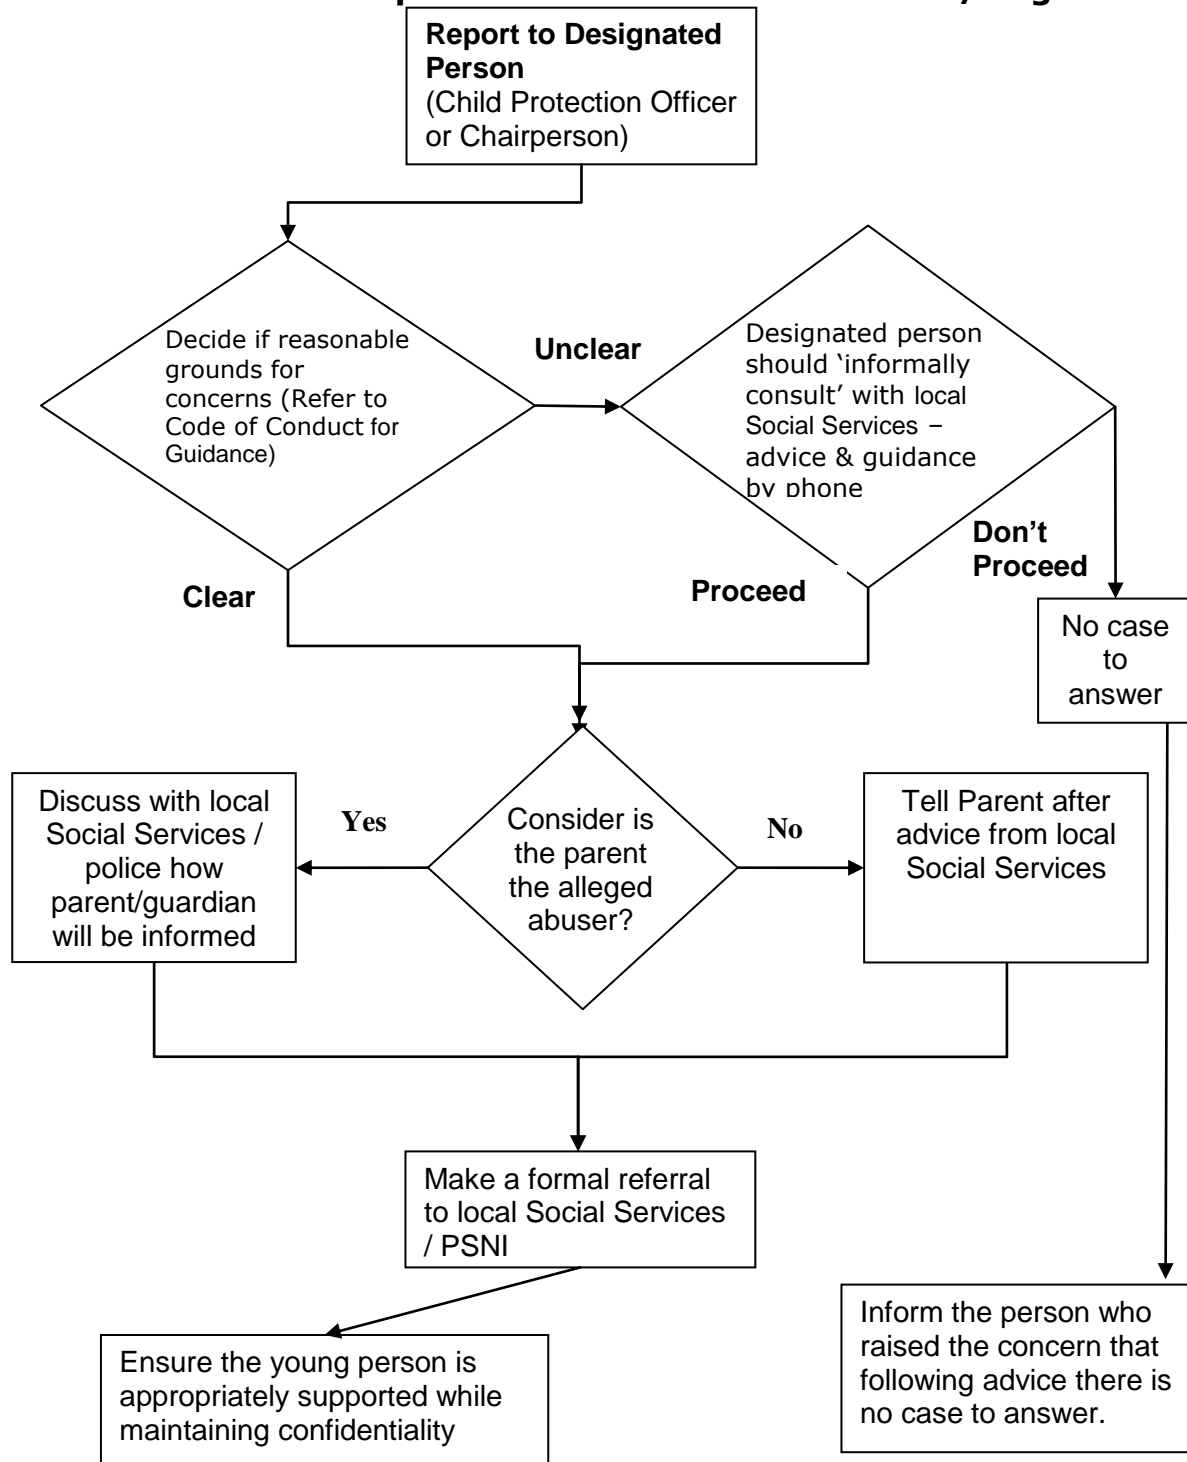 Report to Designated
Person
(Child Protection Officer
or Chairperson)
Decide if reasonable
grounds for
concerns (Refer to
Code of Conduct for
Guidance)
Unclear
Designated person
should ‘informally
consult’ with local
Social Services –
advice & guidance
by phone
Clear
Proceed
Don’t
Proceed
No case
to
answer
Discuss with local
Social Services /
police how
parent/guardian
will be informed
Yes
Consider is
the parent
the alleged
abuser?
No
Tell Parent after
advice from local
Social Services
Make a formal referral
to local Social Services
/ PSNI
Ensure the young person is
appropriately supported while
maintaining confidentiality
Inform the person who
raised the concern that
following advice there is
no case to answer.